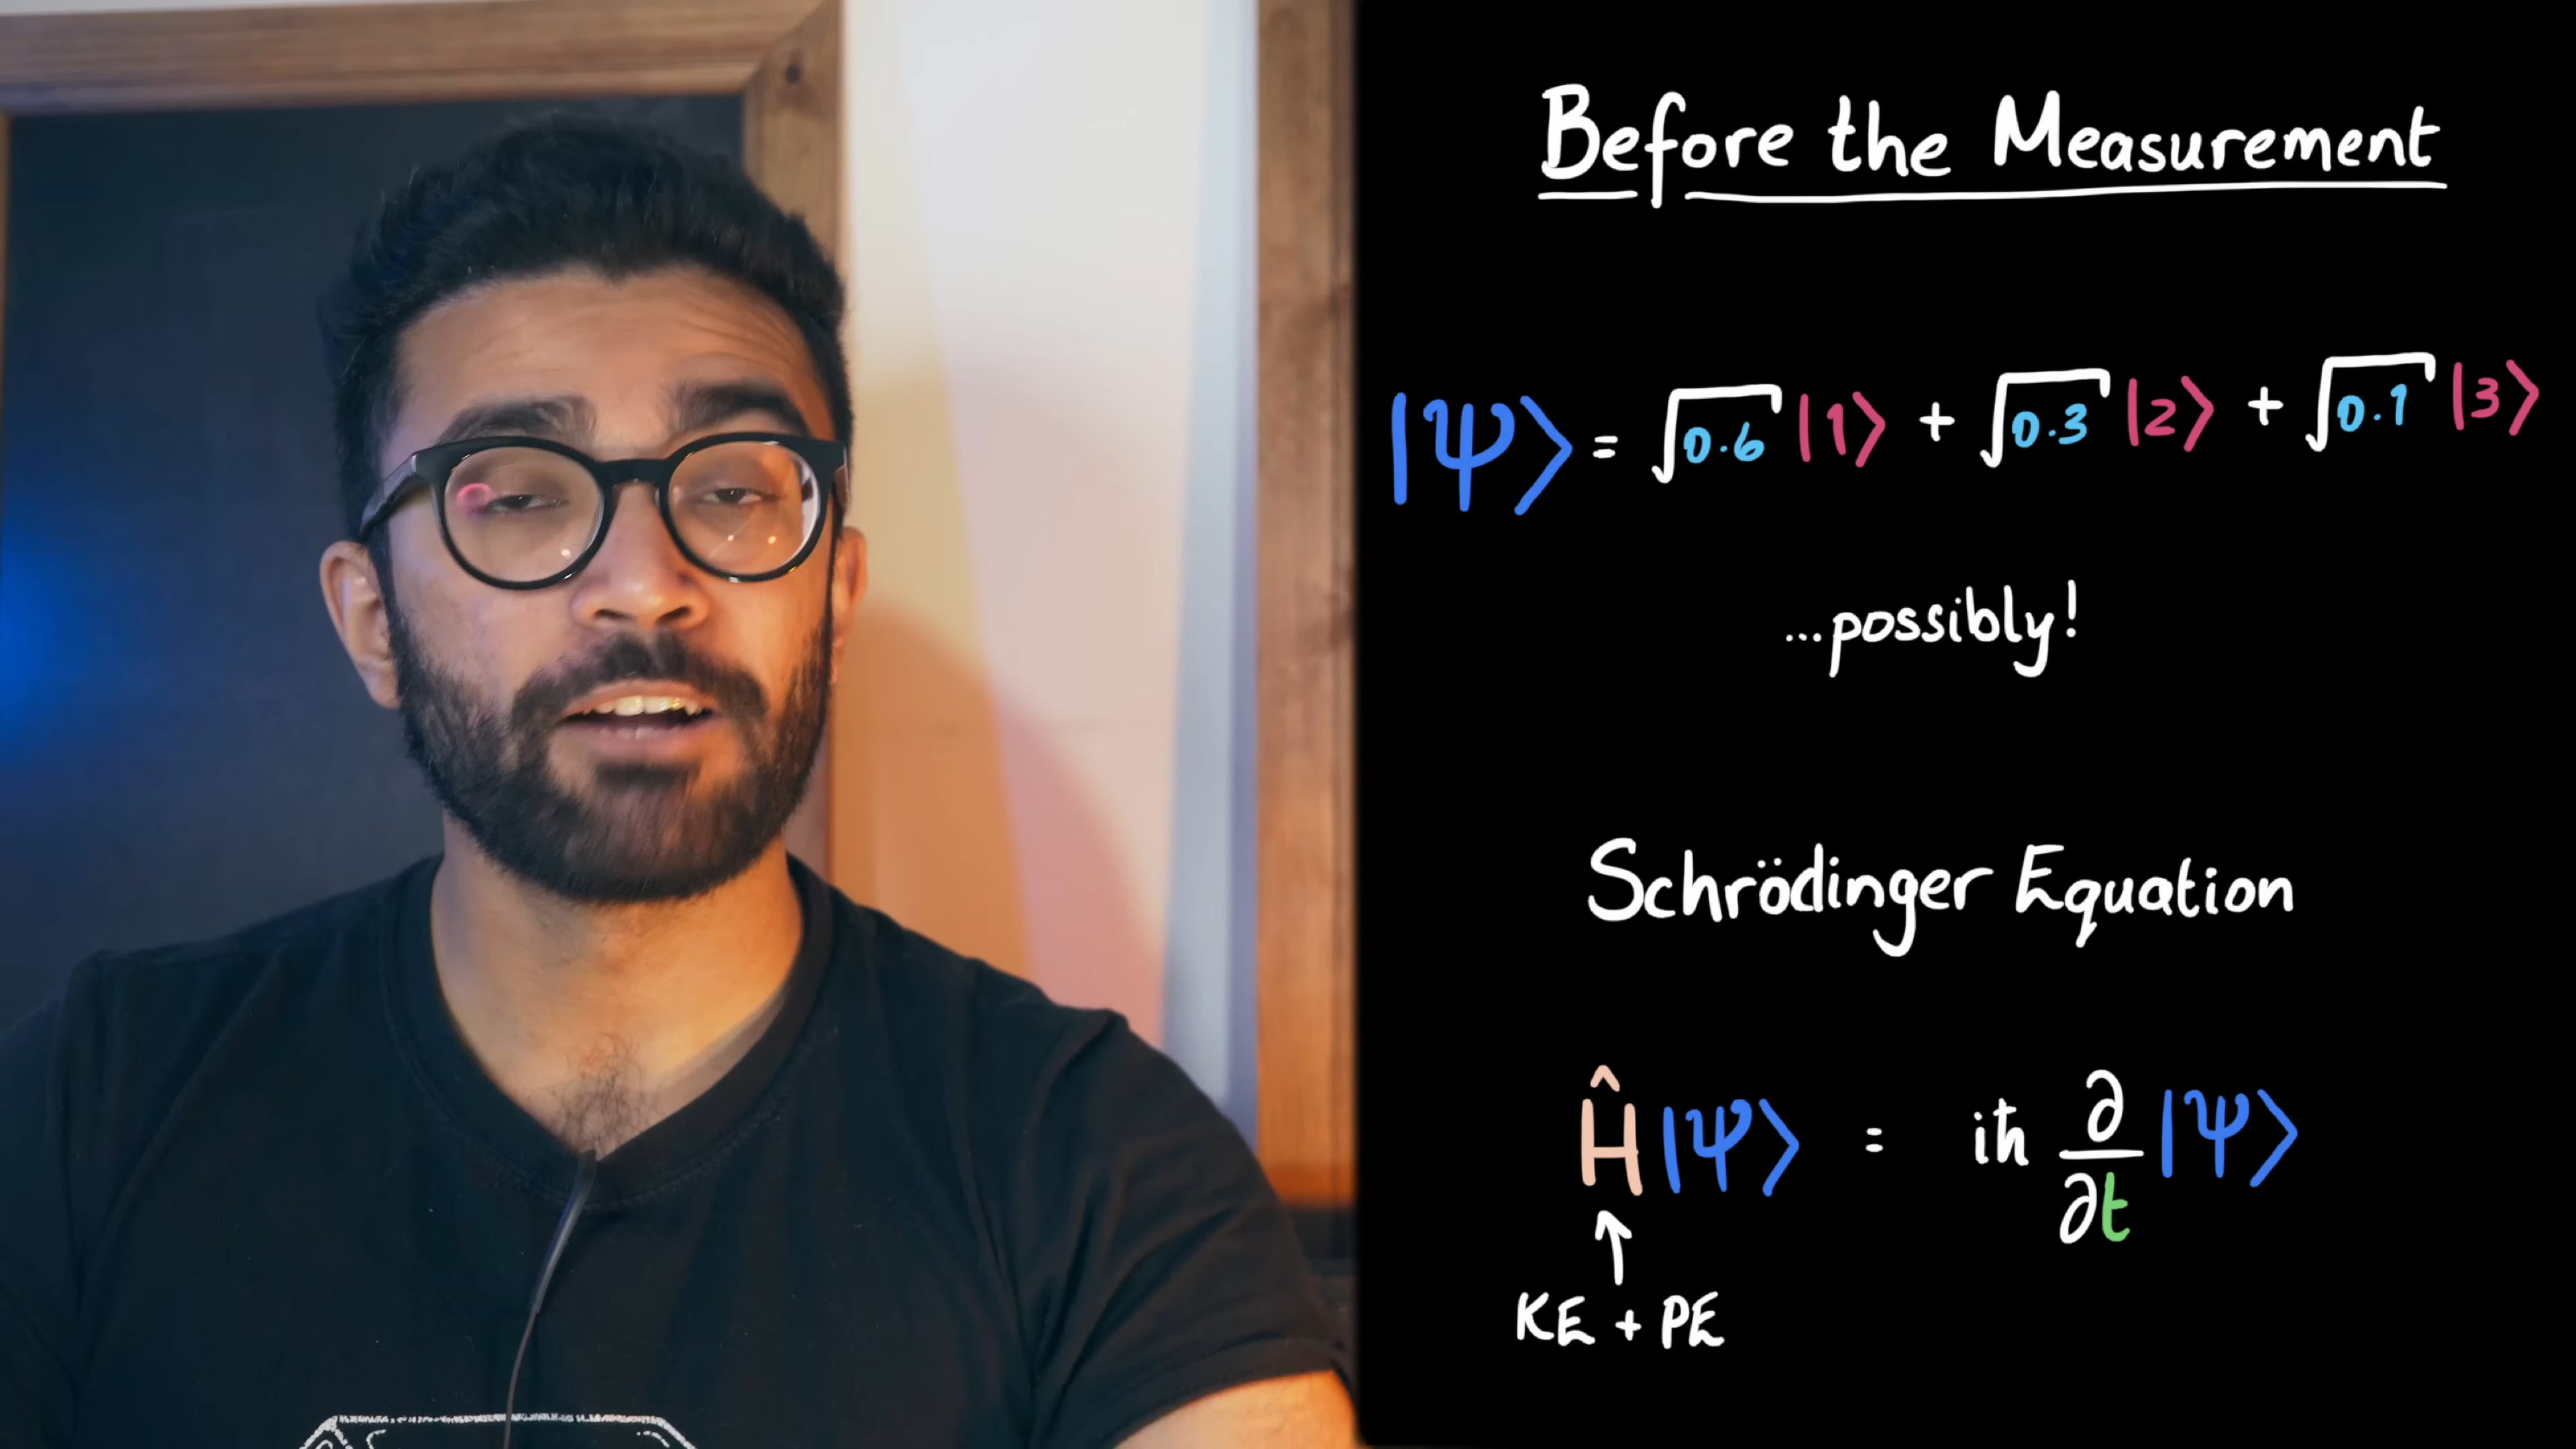 Before the Measurement
|ψ⟩ = √0.6 |1⟩ + √0.3 |2⟩ + √0.1 |3⟩
...possibly!
Schrödinger Equation
Ĥ|ψ⟩ = iħ ∂/∂t |ψ⟩
↑
KE + PE